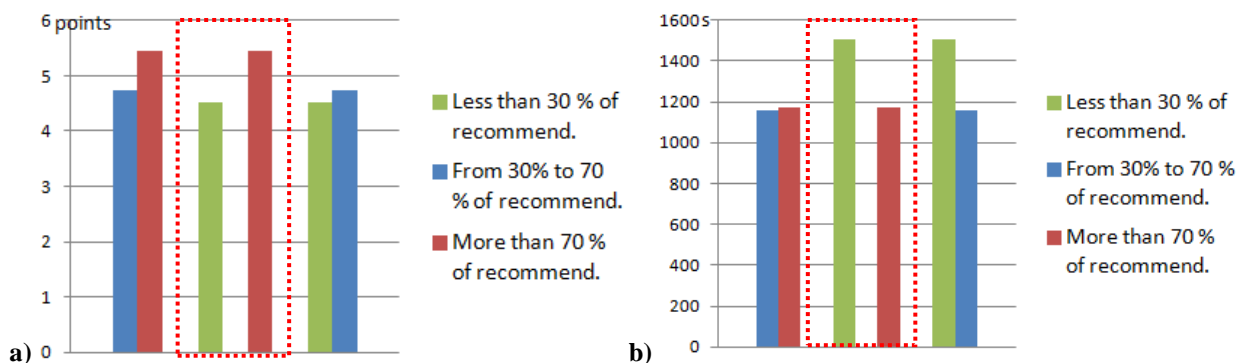 6 points
5
4
3
2
1
0
Less than 30 % of
recommend.
From 30% to 70
% of recommend.
More than 70 %
of recommend.
a)
1600s
1400
1200
1000
800
600
400
200
0
Less than 30 % of
recommend.
From 30% to 70 %
of recommend.
More than 70 %
of recommend.
b)